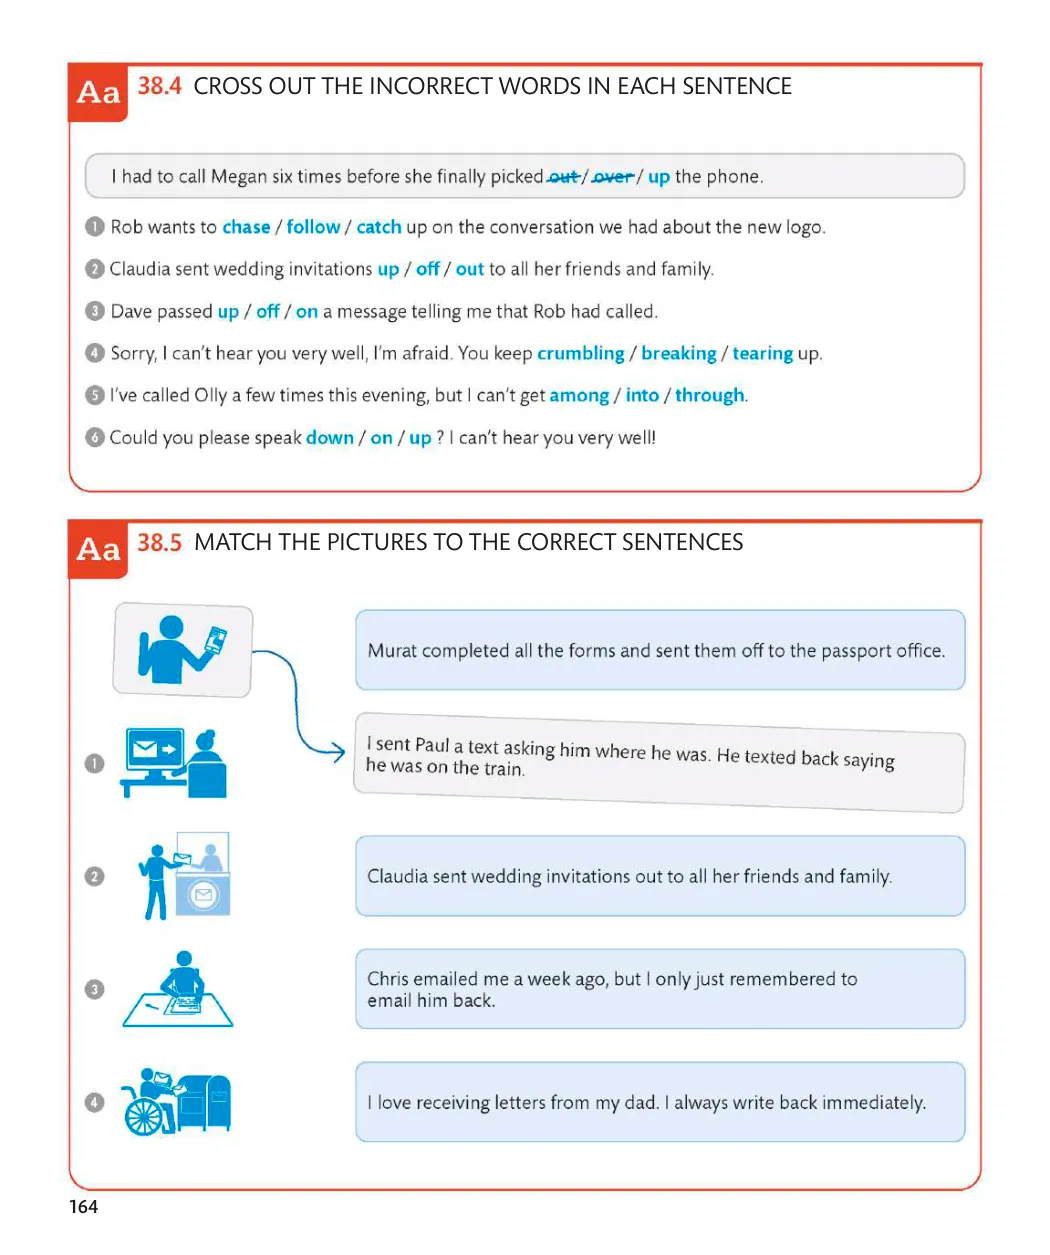 Aa 38.4 CROSS OUT THE INCORRECT WORDS IN EACH SENTENCE
I had to call Megan six times before she finally picked out / over / up the phone.
1 Rob wants to chase / follow / catch up on the conversation we had about the new logo.
2 Claudia sent wedding invitations up / off / out to all her friends and family.
3 Dave passed up / off / on a message telling me that Rob had called.
4 Sorry, I can't hear you very well, I'm afraid. You keep crumbling / breaking / tearing up.
5 I've called Olly a few times this evening, but I can't get among / into / through.
6 Could you please speak down / on / up ? I can't hear you very well!
Aa 38.5 MATCH THE PICTURES TO THE CORRECT SENTENCES
Murat completed all the forms and sent them off to the passport office.
1
I sent Paul a text asking him where he was. He texted back saying
he was on the train.
2
Claudia sent wedding invitations out to all her friends and family.
3
Chris emailed me a week ago, but I only just remembered to
email him back.
4
I love receiving letters from my dad. I always write back immediately.
164